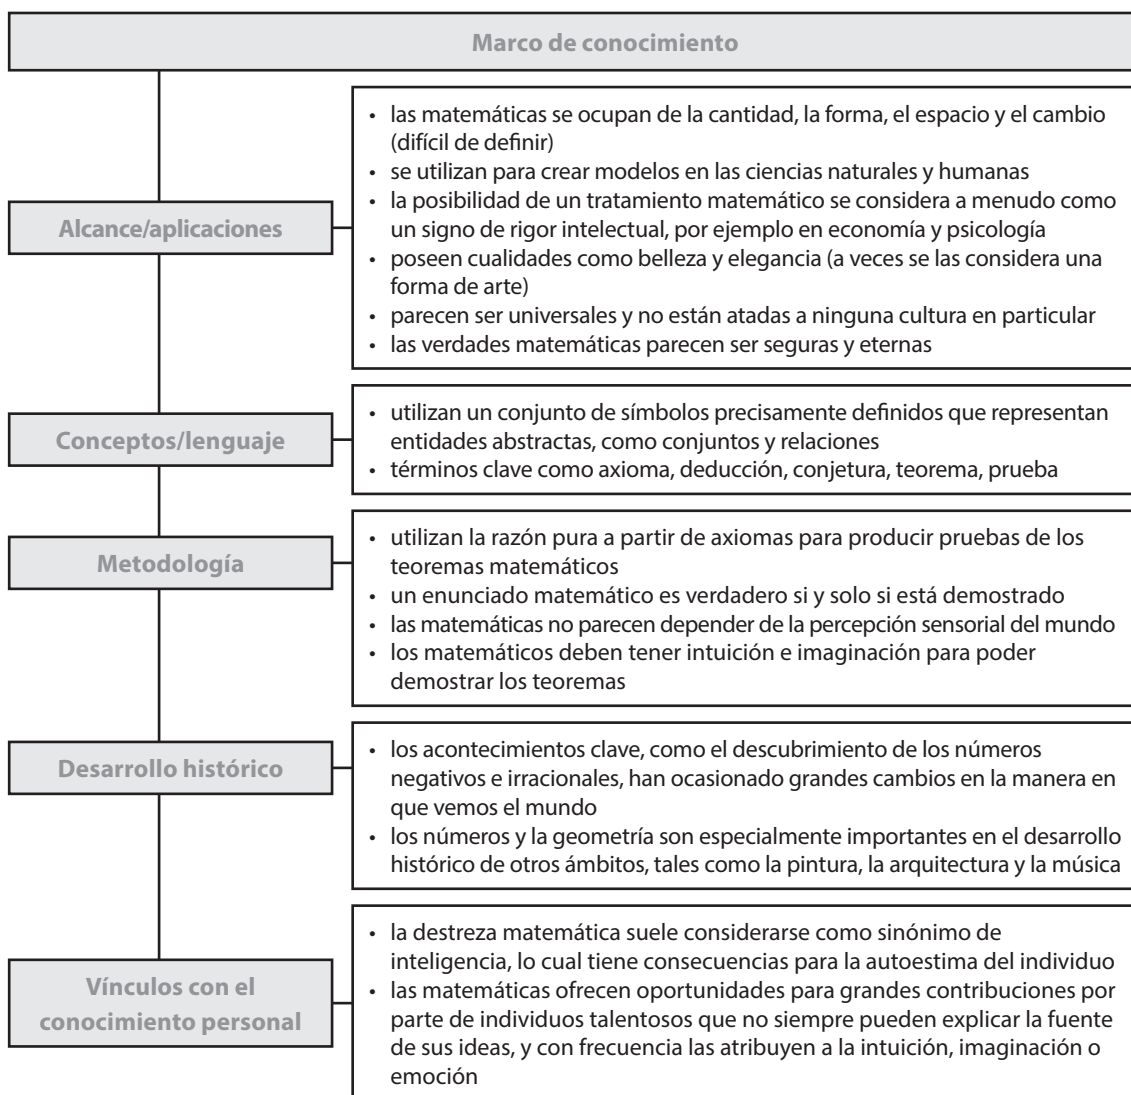 Marco de conocimiento
Alcance/aplicaciones
• las matemáticas se ocupan de la cantidad, la forma, el espacio y el cambio
(difícil de definir)
• se utilizan para crear modelos en las ciencias naturales y humanas
• la posibilidad de un tratamiento matemático se considera a menudo como
un signo de rigor intelectual, por ejemplo en economía y psicología
• poseen cualidades como belleza y elegancia (a veces se las considera una
forma de arte)
• parecen ser universales y no están atadas a ninguna cultura en particular
• las verdades matemáticas parecen ser seguras y eternas
Conceptos/lenguaje
• utilizan un conjunto de símbolos precisamente definidos que representan
entidades abstractas, como conjuntos y relaciones
• términos clave como axioma, deducción, conjetura, teorema, prueba
Metodología
• utilizan la razón pura a partir de axiomas para producir pruebas de los
teoremas matemáticos
• un enunciado matemático es verdadero si y solo si está demostrado
• las matemáticas no parecen depender de la percepción sensorial del mundo
• los matemáticos deben tener intuición e imaginación para poder
demostrar los teoremas
Desarrollo histórico
• los acontecimientos clave, como el descubrimiento de los números
negativos e irracionales, han ocasionado grandes cambios en la manera en
que vemos el mundo
• los números y la geometría son especialmente importantes en el desarrollo
histórico de otros ámbitos, tales como la pintura, la arquitectura y la música
Vínculos con el
conocimiento personal
• la destreza matemática suele considerarse como sinónimo de
inteligencia, lo cual tiene consecuencias para la autoestima del individuo
• las matemáticas ofrecen oportunidades para grandes contribuciones por
parte de individuos talentosos que no siempre pueden explicar la fuente
de sus ideas, y con frecuencia las atribuyen a la intuición, imaginación o
emoción